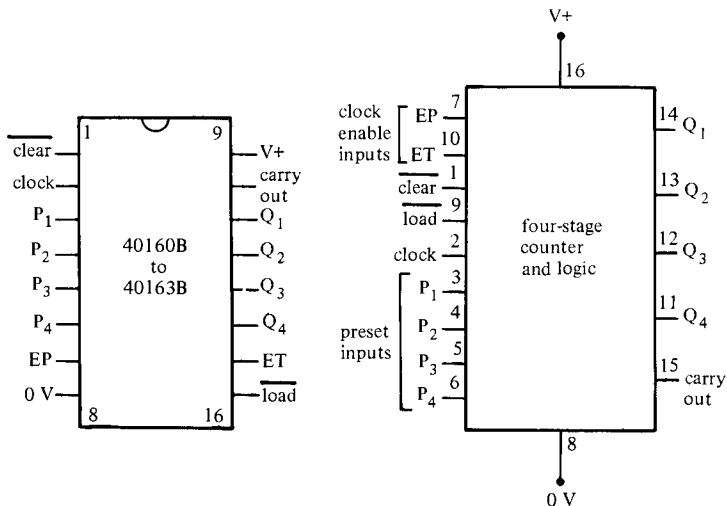 1 9
clear
clock
P1
P2
P3
P4
EP
0 V
8 16
40160B
to
40163B
V+
carry
out
Q1
Q2
Q3
Q4
ET
load
V+
16
clock
enable
inputs
7
EP
10
ET
1
clear
9
load
2
clock
preset
inputs
3
P1
4
P2
5
P3
6
P4
four-stage
counter
and logic
14
Q1
13
Q2
12
Q3
11
Q4
15
carry
out
8
0 V